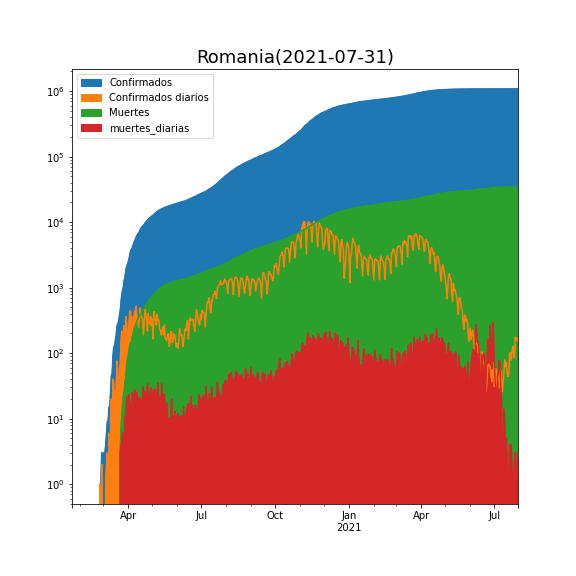 Romania(2021-07-31)
Confirmados
Confirmados diarios
Muertes
muertes_diarias
10⁶
10⁵
10⁴
10³
10²
10¹
10⁰
Apr Jul Oct Jan Apr Jul
2021